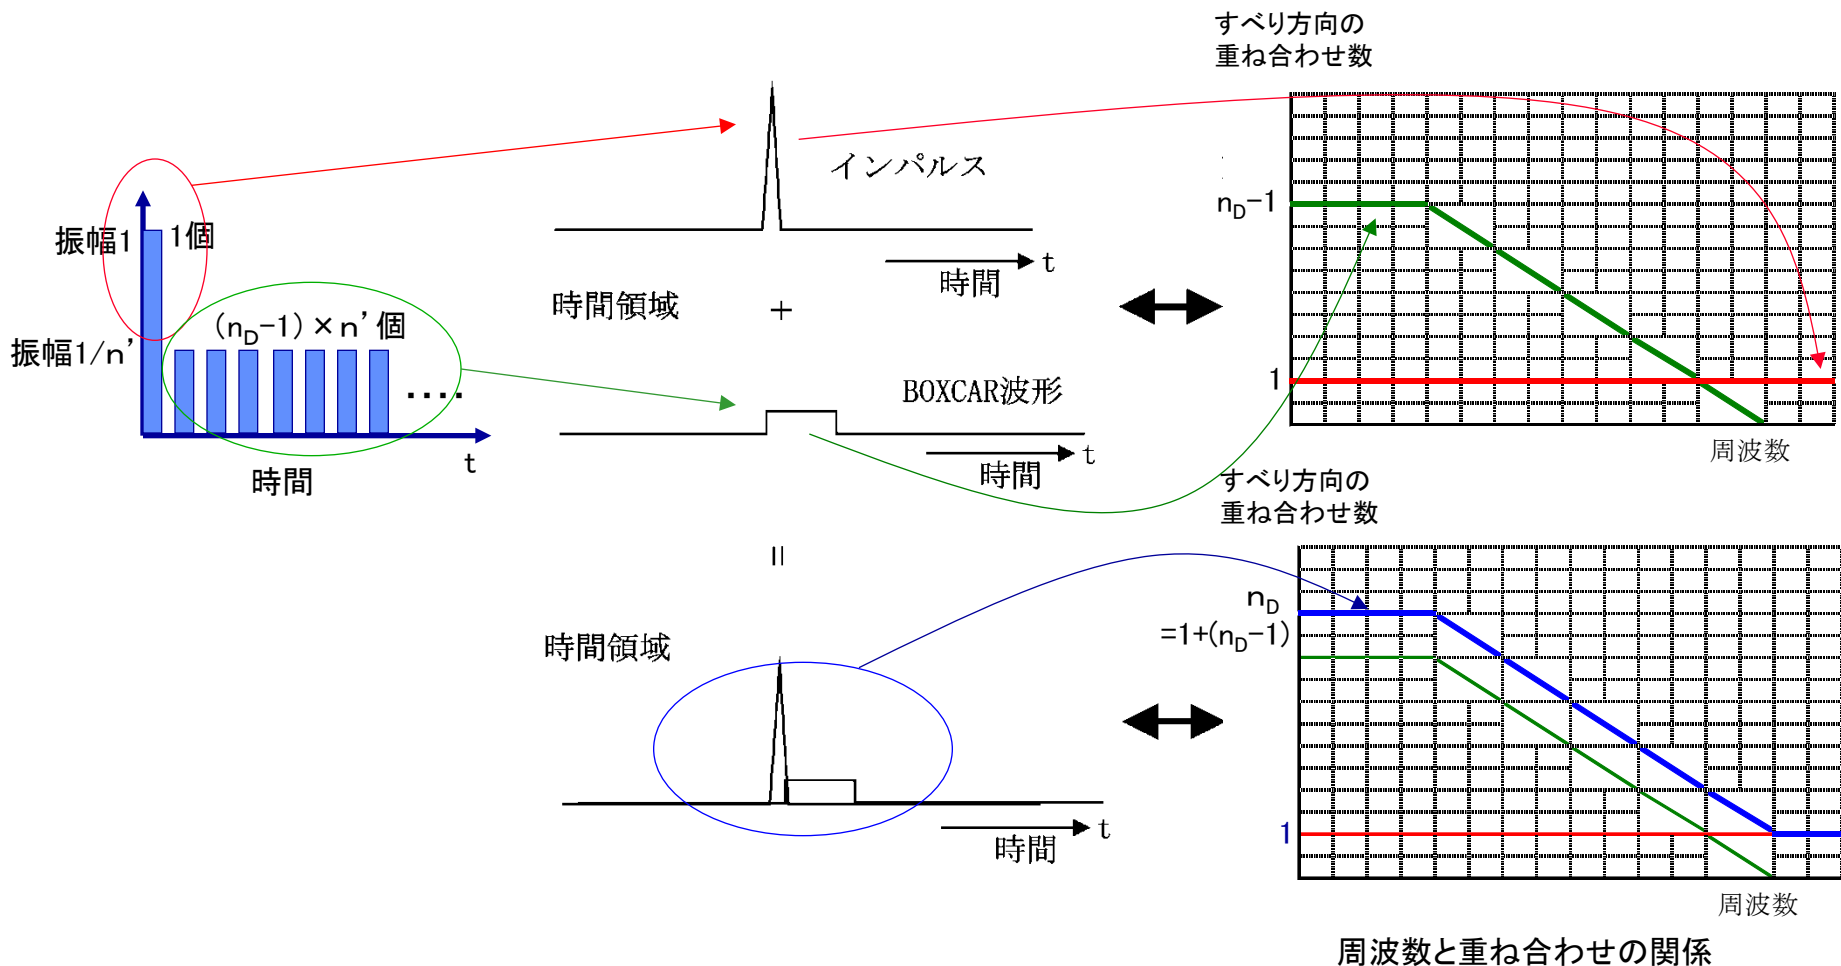 すべり方向の
重ね合わせ数
インパルス
n_D-1
振幅1
1個
t
時間
時間領域
+
(n_D-1)×n'個
振幅1/n'
1
BOXCAR波形
‥‥
周波数
t
時間
t
時間
すべり方向の
重ね合わせ数
=
n_D
=1+(n_D-1)
時間領域
1
t
時間
周波数
周波数と重ね合わせの関係